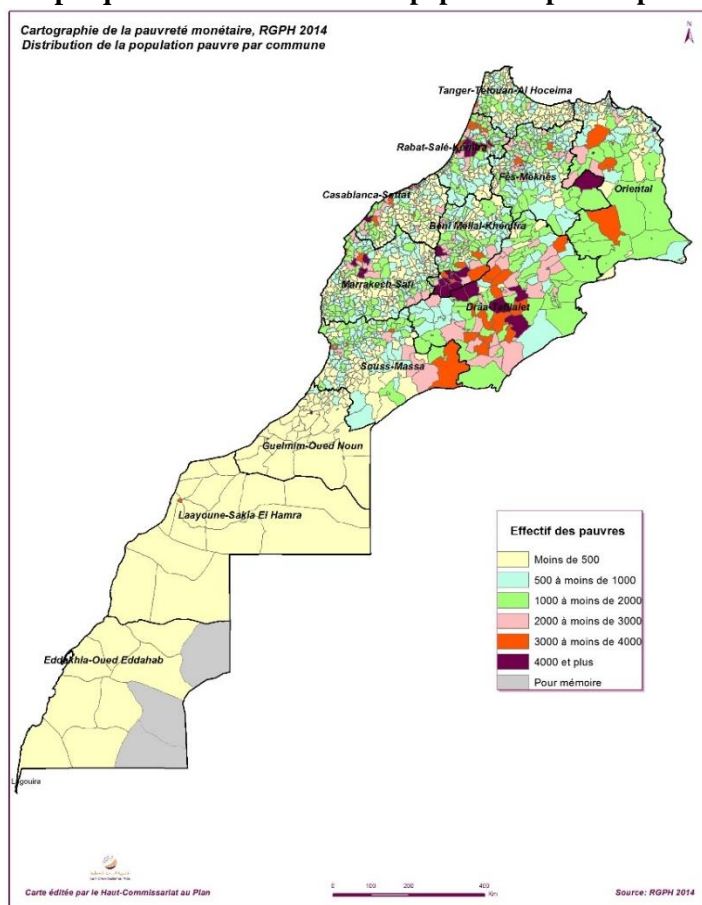 Cartographie de la pauvreté monétaire, RGPH 2014
Distribution de la population pauvre par commune
N
Tanger-Tetouan-Al Hoceima
Rabat-Salé-Kénitra
Fès-Meknès
Oriental
Casablanca-Settat
Béni Mellal-Khénifra
Marrakech-Safi
Drâa-Tafilalet
Souss-Massa
Guelmim-Oued Noun
Laayoune-Sakia El Hamra
Effectif des pauvres
Moins de 500
500 à moins de 1000
1000 à moins de 2000
2000 à moins de 3000
3000 à moins de 4000
4000 et plus
Pour mémoire
Eddakhla-Oued Eddahab
Lagouira
Carte éditée par le Haut-Commissariat au Plan
0 100 200 400
Km
Source: RGPH 2014